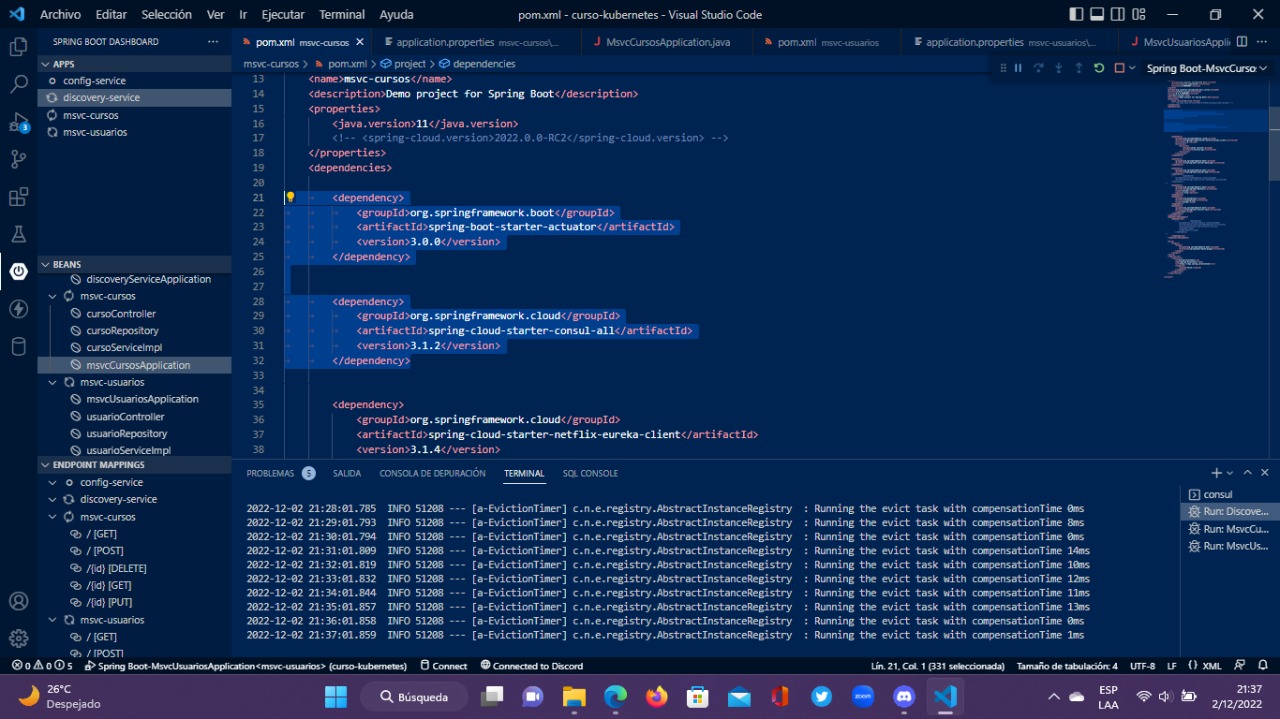 Archivo Editar Selección Ver Ir Ejecutar Terminal Ayuda
pom.xml - curso-kubernetes - Visual Studio Code
SPRING BOOT DASHBOARD
pom.xml msvc-cursos
application.properties msvc-cursos\...
MsvcCursosApplication.java
pom.xml msvc-usuarios
application.properties msvc-usuarios\...
MsvcUsuariosAppli
APPS
config-service
discovery-service
msvc-cursos
msvc-usuarios
3
BEANS
discoveryServiceApplication
msvc-cursos
cursoController
cursoRepository
cursoServiceImpl
msvcCursosApplication
msvc-usuarios
msvcUsuariosApplication
usuarioController
usuarioRepository
usuarioServiceImpl
ENDPOINT MAPPINGS
config-service
discovery-service
msvc-cursos
/ [GET]
/ [POST]
/{id} [DELETE]
/{id} [GET]
/{id} [PUT]
msvc-usuarios
/ [GET]
/ [POST]
msvc-cursos > pom.xml > project > dependencies
Spring Boot-MsvcCurso:
13 <name>msvc-cursos</name>
14 <description>Demo project for Spring Boot</description>
15 <properties>
16 <java.version>11</java.version>
17 <!-- <spring-cloud.version>2022.0.0-RC2</spring-cloud.version> -->
18 </properties>
19 <dependencies>
20
21 <dependency>
22 <groupId>org.springframework.boot</groupId>
23 <artifactId>spring-boot-starter-actuator</artifactId>
24 <version>3.0.0</version>
25 </dependency>
26
27
28 <dependency>
29 <groupId>org.springframework.cloud</groupId>
30 <artifactId>spring-cloud-starter-consul-all</artifactId>
31 <version>3.1.2</version>
32 </dependency>
33
34
35 <dependency>
36 <groupId>org.springframework.cloud</groupId>
37 <artifactId>spring-cloud-starter-netflix-eureka-client</artifactId>
38 <version>3.1.4</version>
PROBLEMAS 5 SALIDA CONSOLA DE DEPURACIÓN TERMINAL SQL CONSOLE
2022-12-02 21:28:01.785 INFO 51208 --- [a-EvictionTimer] c.n.e.registry.AbstractInstanceRegistry : Running the evict task with compensationTime 0ms
2022-12-02 21:29:01.793 INFO 51208 --- [a-EvictionTimer] c.n.e.registry.AbstractInstanceRegistry : Running the evict task with compensationTime 8ms
2022-12-02 21:30:01.794 INFO 51208 --- [a-EvictionTimer] c.n.e.registry.AbstractInstanceRegistry : Running the evict task with compensationTime 0ms
2022-12-02 21:31:01.809 INFO 51208 --- [a-EvictionTimer] c.n.e.registry.AbstractInstanceRegistry : Running the evict task with compensationTime 14ms
2022-12-02 21:32:01.819 INFO 51208 --- [a-EvictionTimer] c.n.e.registry.AbstractInstanceRegistry : Running the evict task with compensationTime 10ms
2022-12-02 21:33:01.832 INFO 51208 --- [a-EvictionTimer] c.n.e.registry.AbstractInstanceRegistry : Running the evict task with compensationTime 12ms
2022-12-02 21:34:01.844 INFO 51208 --- [a-EvictionTimer] c.n.e.registry.AbstractInstanceRegistry : Running the evict task with compensationTime 11ms
2022-12-02 21:35:01.857 INFO 51208 --- [a-EvictionTimer] c.n.e.registry.AbstractInstanceRegistry : Running the evict task with compensationTime 13ms
2022-12-02 21:36:01.858 INFO 51208 --- [a-EvictionTimer] c.n.e.registry.AbstractInstanceRegistry : Running the evict task with compensationTime 0ms
2022-12-02 21:37:01.859 INFO 51208 --- [a-EvictionTimer] c.n.e.registry.AbstractInstanceRegistry : Running the evict task with compensationTime 1ms
consul
Run: Discove...
Run: MsvcCu...
Run: MsvcUs...
0 0 5 Spring Boot-MsvcUsuariosApplication<msvc-usuarios> (curso-kubernetes) Connect Connected to Discord
Lín. 21, Col. 1 (331 seleccionada) Tamaño de tabulación: 4 UTF-8 LF {} XML
26°C
Despejado
Búsqueda
zoom
ESP
LAA
21:37
2/12/2022